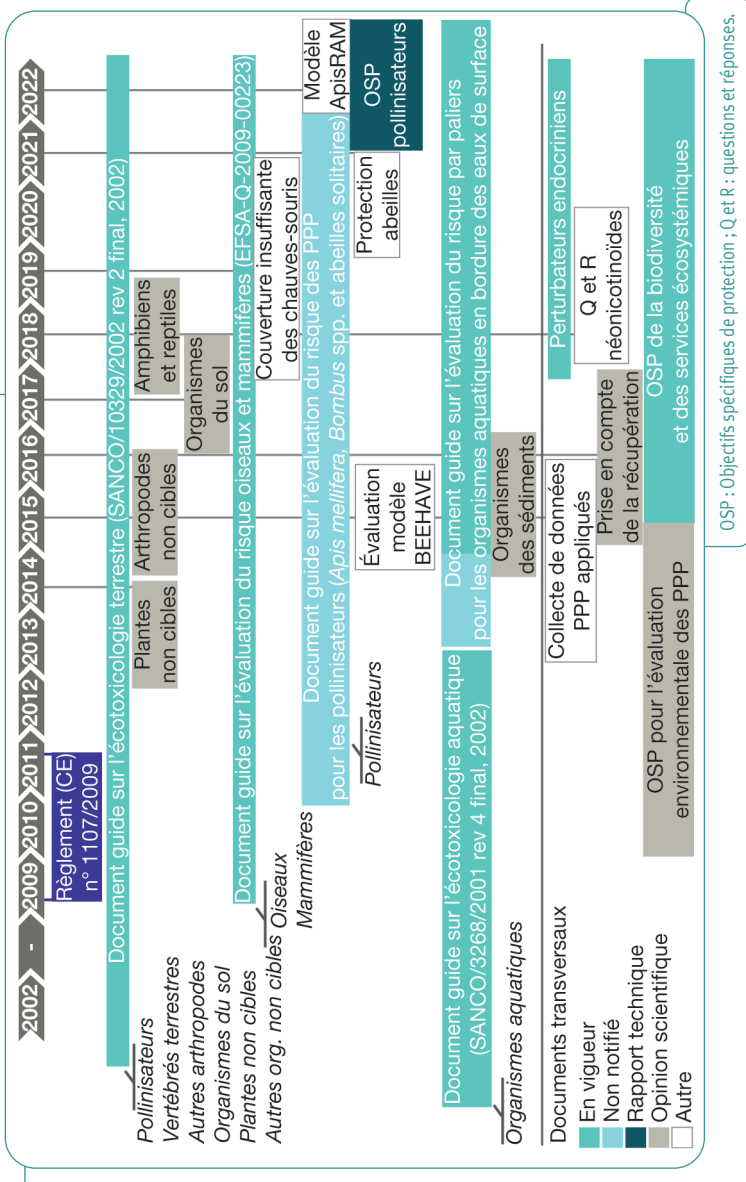 2002
-
2009
2010
2011
2012
2013
2014
2015
2016
2017
2018
2019
2020
2021
2022
Règlement (CE)
n° 1107/2009
Document guide sur l'écotoxicologie terrestre (SANCO/10329/2002 rev 2 final, 2002)
Pollinisateurs
Vertébrés terrestres
Autres arthropodes
Organismes du sol
Plantes non cibles
Autres org. non cibles
Plantes
non cibles
Arthropodes
non cibles
Amphibiens
et reptiles
Organismes
du sol
Document guide sur l'évaluation du risque oiseaux et mammifères (EFSA-Q-2009-00223)
Oiseaux
Mammifères
Couverture insuffisante
des chauves-souris
Document guide sur l'évaluation du risque des PPP
pour les pollinisateurs (Apis mellifera, Bombus spp. et abeilles solitaires)
Modèle
ApisRAM
Pollinisateurs
Évaluation
modèle
BEEHAVE
Protection
abeilles
OSP
pollinisateurs
Document guide sur l'écotoxicologie aquatique
(SANCO/3268/2001 rev 4 final, 2002)
Document guide sur l'évaluation du risque par paliers
pour les organismes aquatiques en bordure des eaux de surface
Organismes aquatiques
Organismes
des sédiments
Documents transversaux
Collecte de données
PPP appliqués
Perturbateurs endocriniens
Q et R
néonicotinoïdes
Prise en compte
de la récupération
OSP pour l'évaluation
environnementale des PPP
OSP de la biodiversité
et des services écosystémiques
En vigueur
Non notifié
Rapport technique
Opinion scientifique
Autre
OSP : Objectifs spécifiques de protection ; Q et R : questions et réponses.